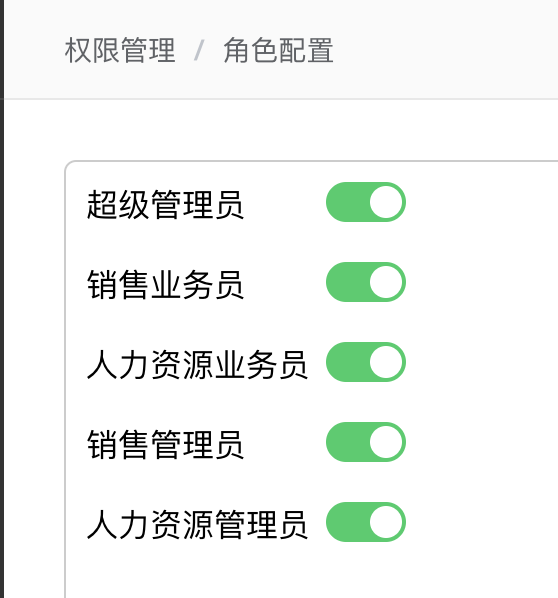 权限管理 / 角色配置
超级管理员
销售业务员
人力资源业务员
销售管理员
人力资源管理员